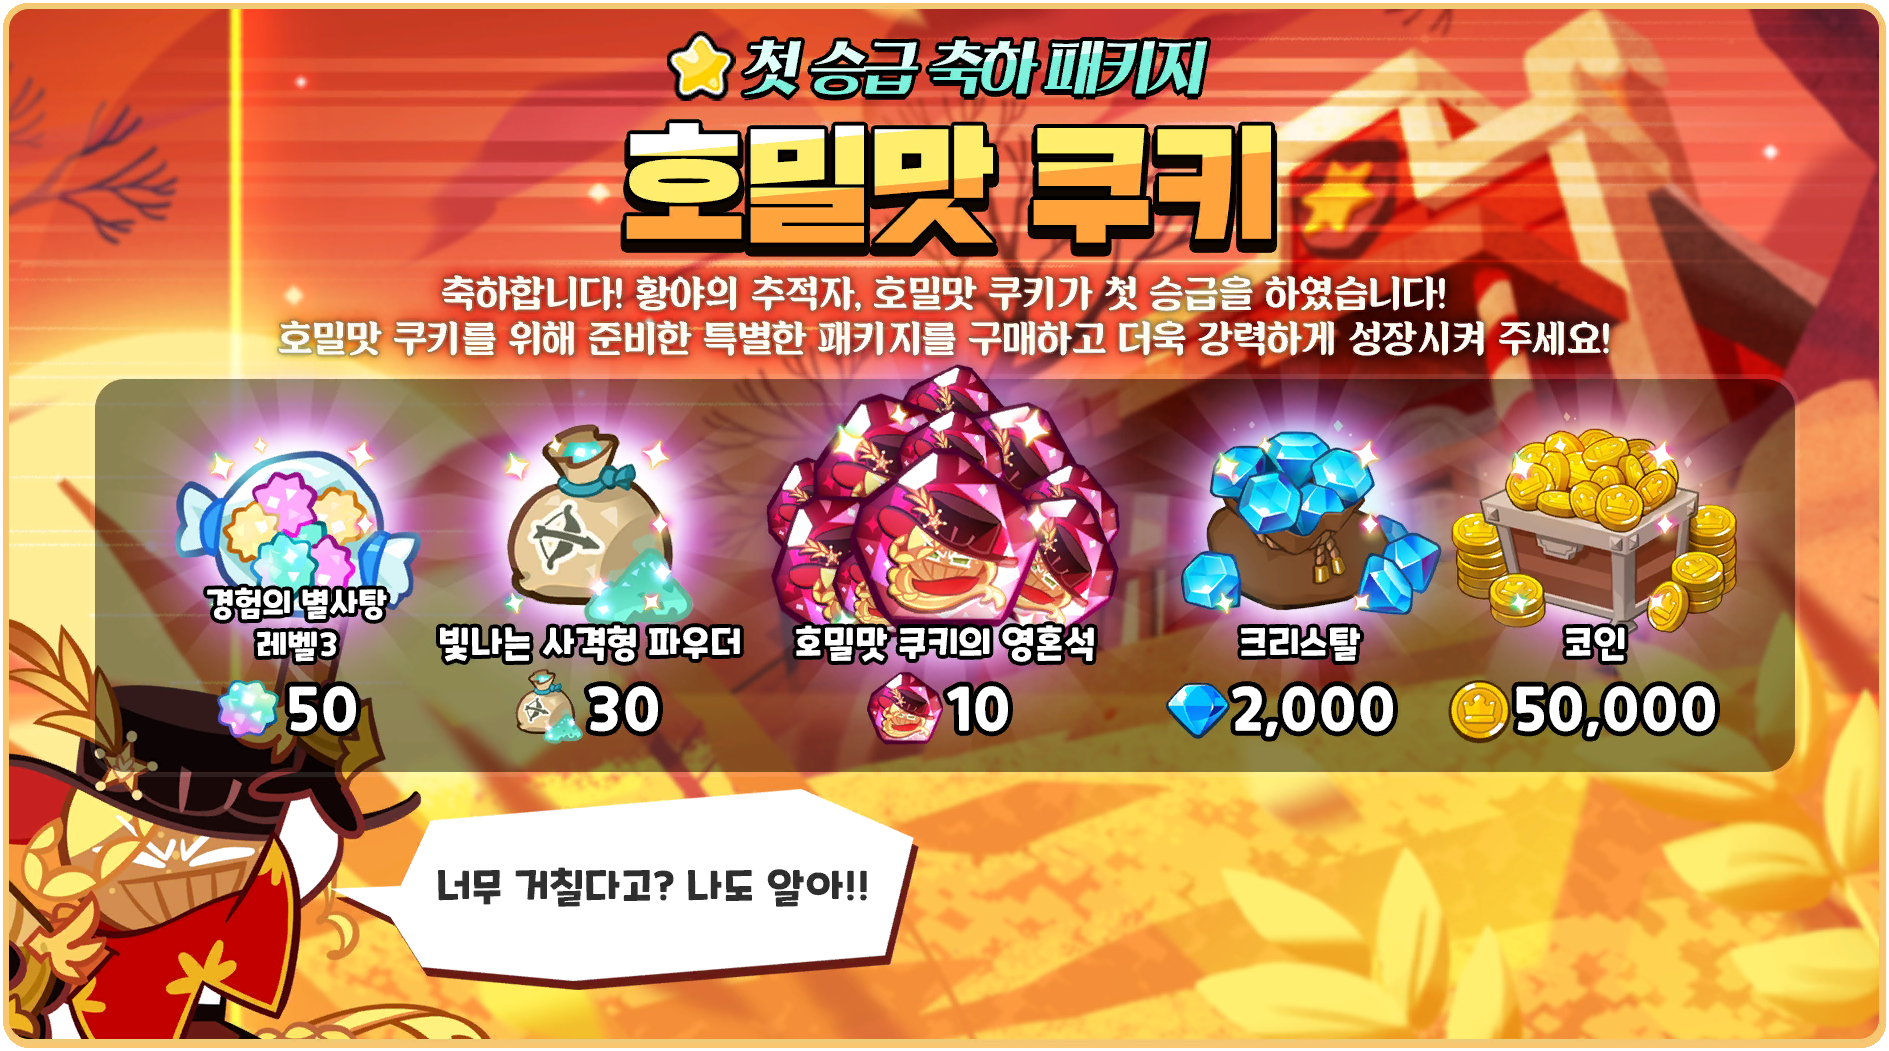 첫 승급 축하 패키지
호밀맛 쿠키
축하합니다! 황야의 추적자, 호밀맛 쿠키가 첫 승급을 하였습니다!
호밀맛 쿠키를 위해 준비한 특별한 패키지를 구매하고 더욱 강력하게 성장시켜 주세요!
경험의 별사탕
레벨3
50
빛나는 사격형 파우더
30
호밀맛 쿠키의 영혼석
10
크리스탈
2,000
코인
50,000
너무 거칠다고? 나도 알아!!